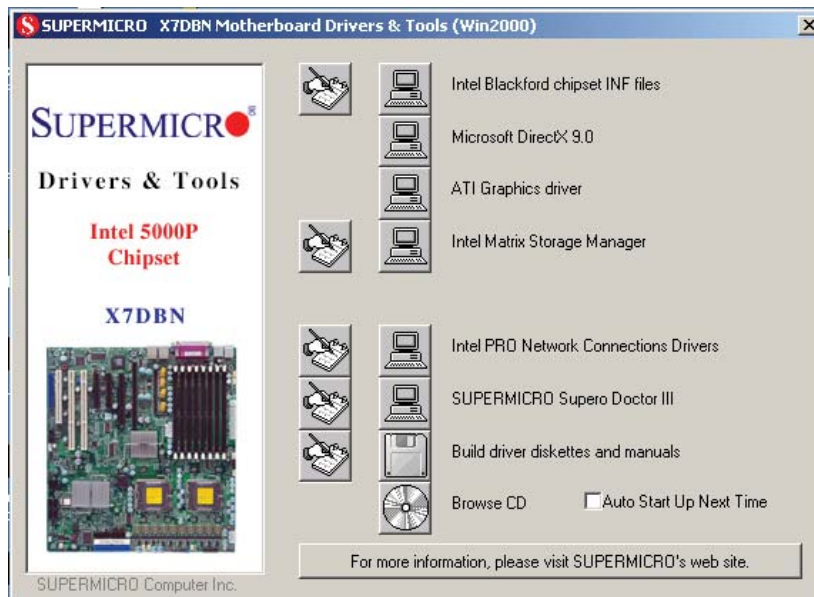 SUPERMICRO X7DBN Motherboard Drivers & Tools (Win2000)
SUPERMICRO®
Drivers & Tools
Intel 5000P
Chipset
X7DBN
SUPERMICRO Computer Inc.
Intel Blackford chipset INF files
Microsoft DirectX 9.0
ATI Graphics driver
Intel Matrix Storage Manager
Intel PRO Network Connections Drivers
SUPERMICRO Supero Doctor III
Build driver diskettes and manuals
Browse CD
Auto Start Up Next Time
For more information, please visit SUPERMICRO's web site.